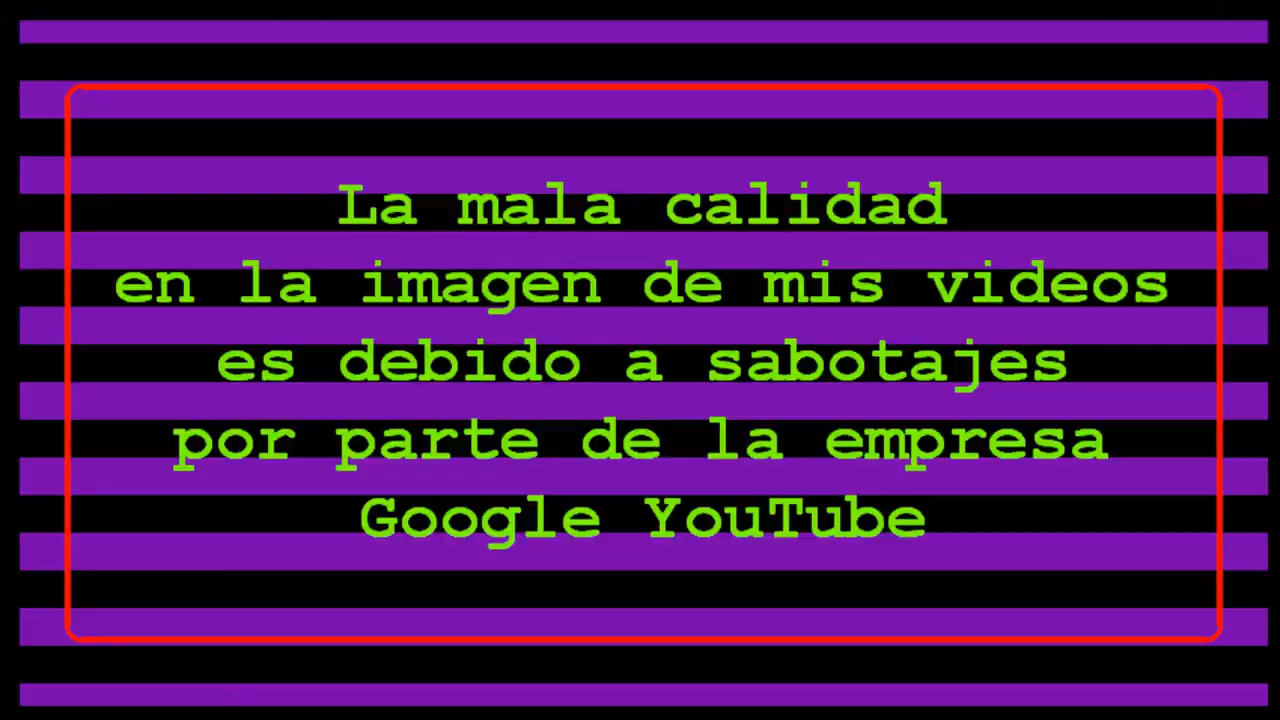 La mala calidad
en la imagen de mis videos
es debido a sabotajes
por parte de la empresa
Google YouTube